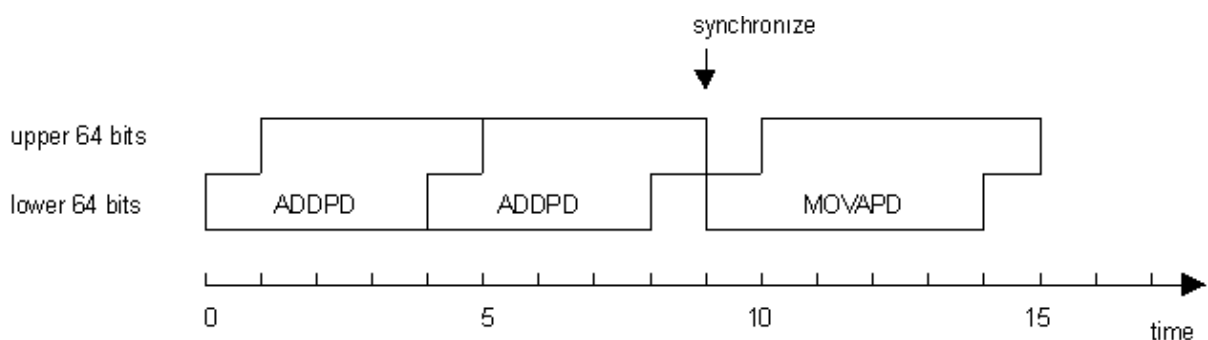 synchronize
upper 64 bits
lower 64 bits ADDPD ADDPD MOVAPD
0 5 10 15
time